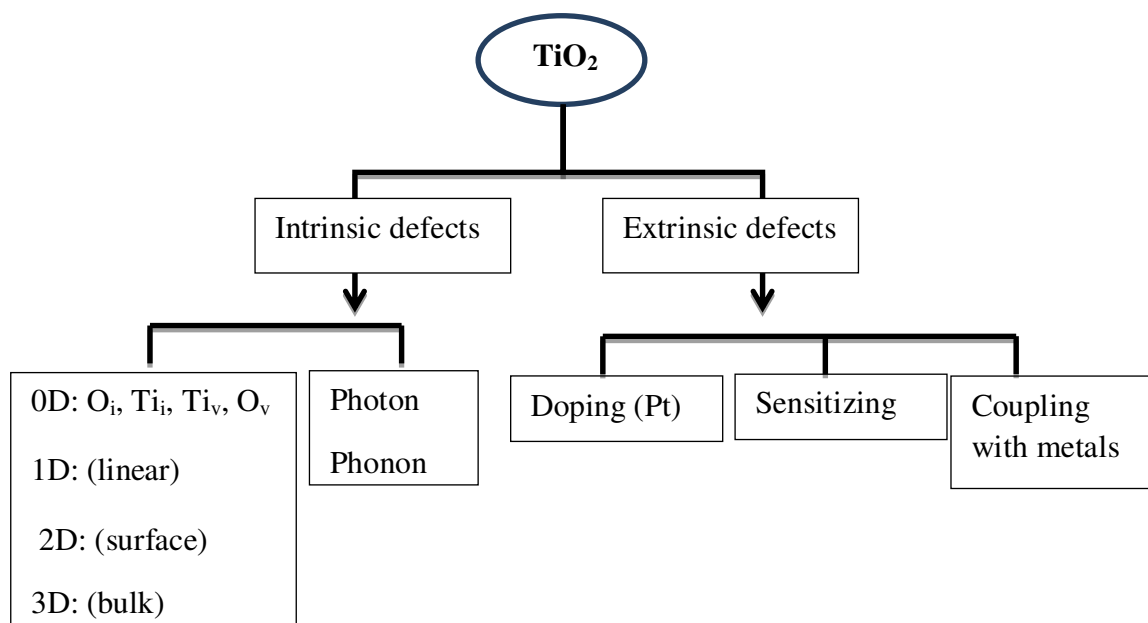 TiO₂
Intrinsic defects
Extrinsic defects
0D: Oᵢ, Tiᵢ, Tiᵥ, Oᵥ
1D: (linear)
2D: (surface)
3D: (bulk)
Photon
Phonon
Doping (Pt)
Sensitizing
Coupling
with metals